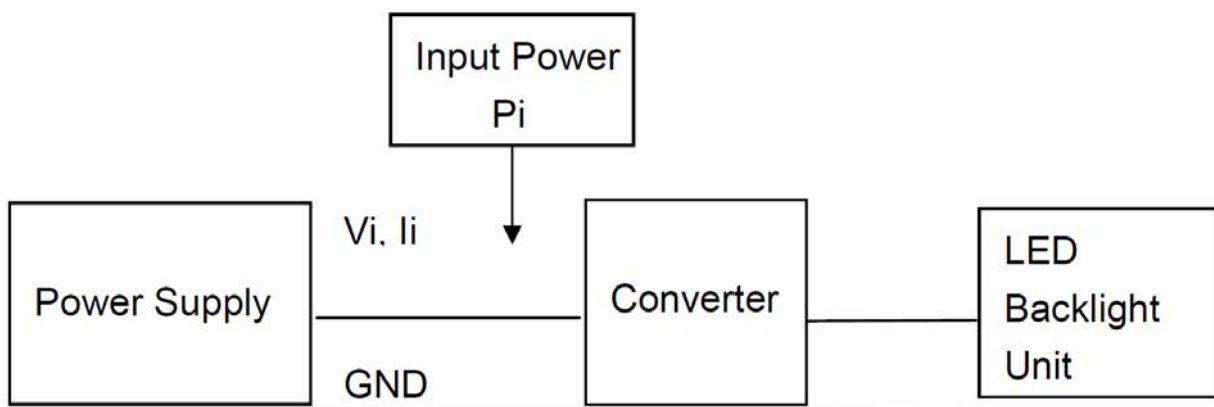 Input Power
Pi
Vi, Ii
Power Supply
GND
Converter
LED
Backlight
Unit